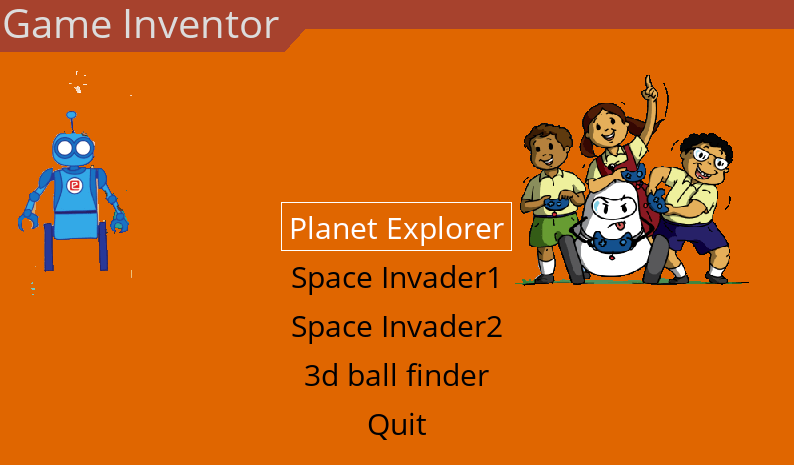 Game Inventor
Planet Explorer
Space Invader1
Space Invader2
3d ball finder
Quit